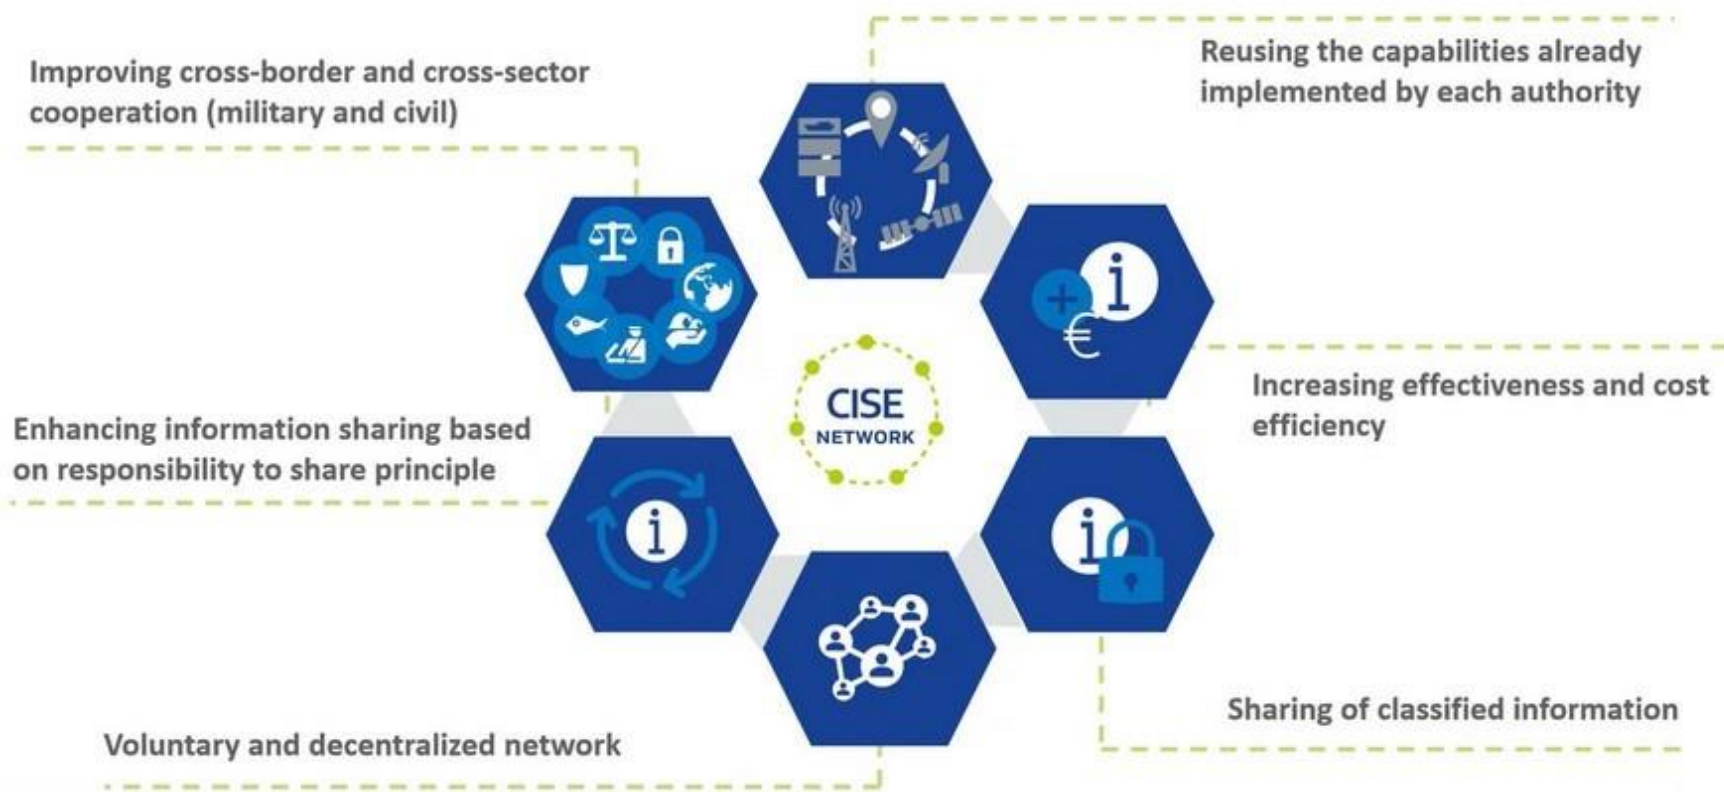 Improving cross-border and cross-sector
cooperation (military and civil)
Reusing the capabilities already
implemented by each authority
CISE
NETWORK
Increasing effectiveness and cost
efficiency
Enhancing information sharing based
on responsibility to share principle
Sharing of classified information
Voluntary and decentralized network